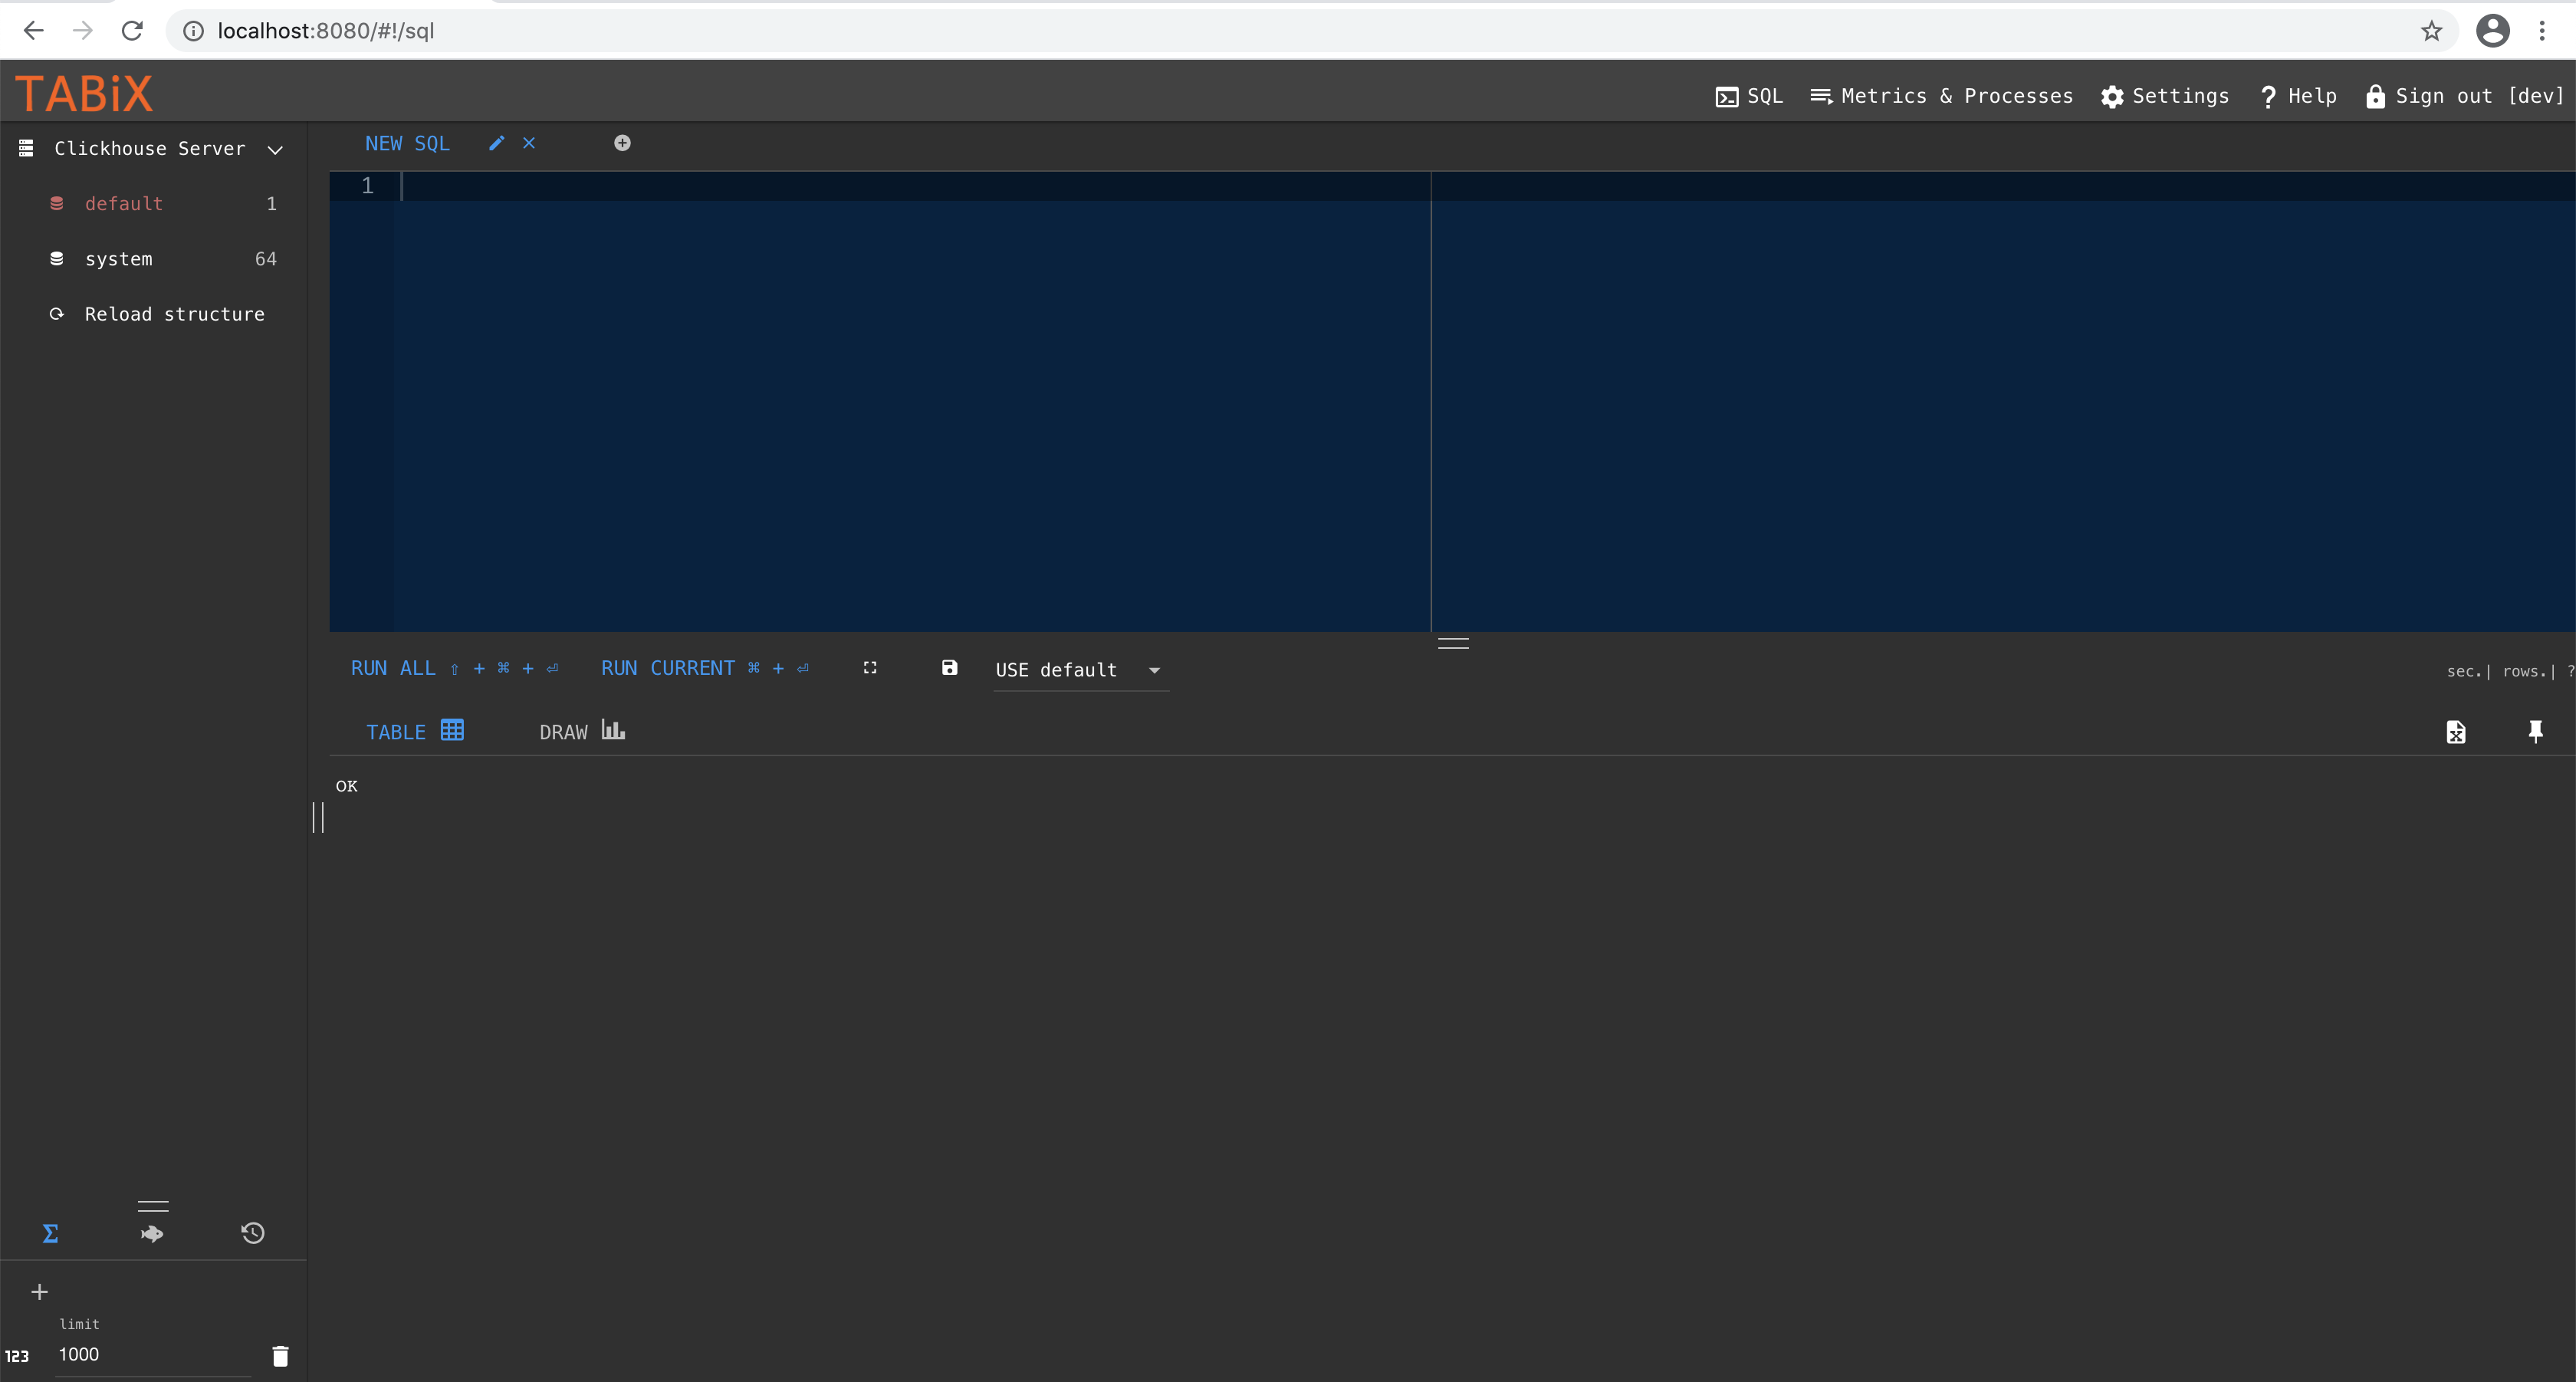 localhost:8080/#!/sql
TABiX
SQL Metrics & Processes Settings Help Sign out [dev]
Clickhouse Server
default 1
system 64
Reload structure
NEW SQL
1
RUN ALL ⇧ + ⌘ + ⏎ RUN CURRENT ⌘ + ⏎ USE default
sec.| rows.| ?
TABLE DRAW
OK
Σ
+
limit
123 1000